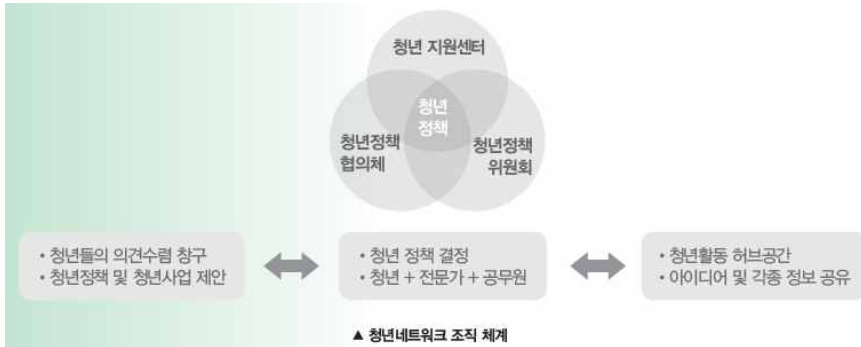 청년 지원센터
청년
정책
청년정책
협의체
청년정책
위원회
• 청년들의 의견수렴 창구
• 청년정책 및 청년사업 제안
• 청년 정책 결정
• 청년 + 전문가 + 공무원
• 청년활동 허브공간
• 아이디어 및 각종 정보 공유
▲ 청년네트워크 조직 체계